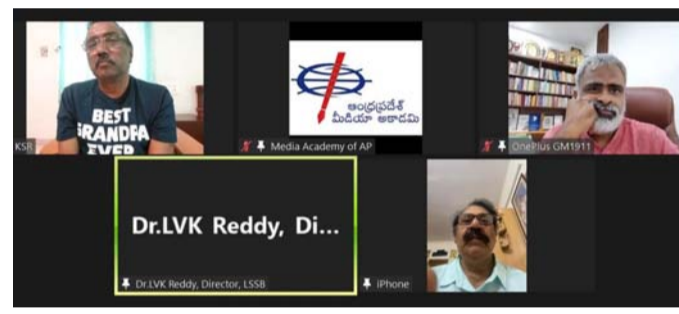 BEST
GRANDPA
EVER
KSR
ఆంధ్రప్రదేశ్
మీడియా అకాడమి
Media Academy of AP
OnePlus GM1911
Dr.LVK Reddy, Di...
Dr.LVK Reddy, Director, LSSB
iPhone